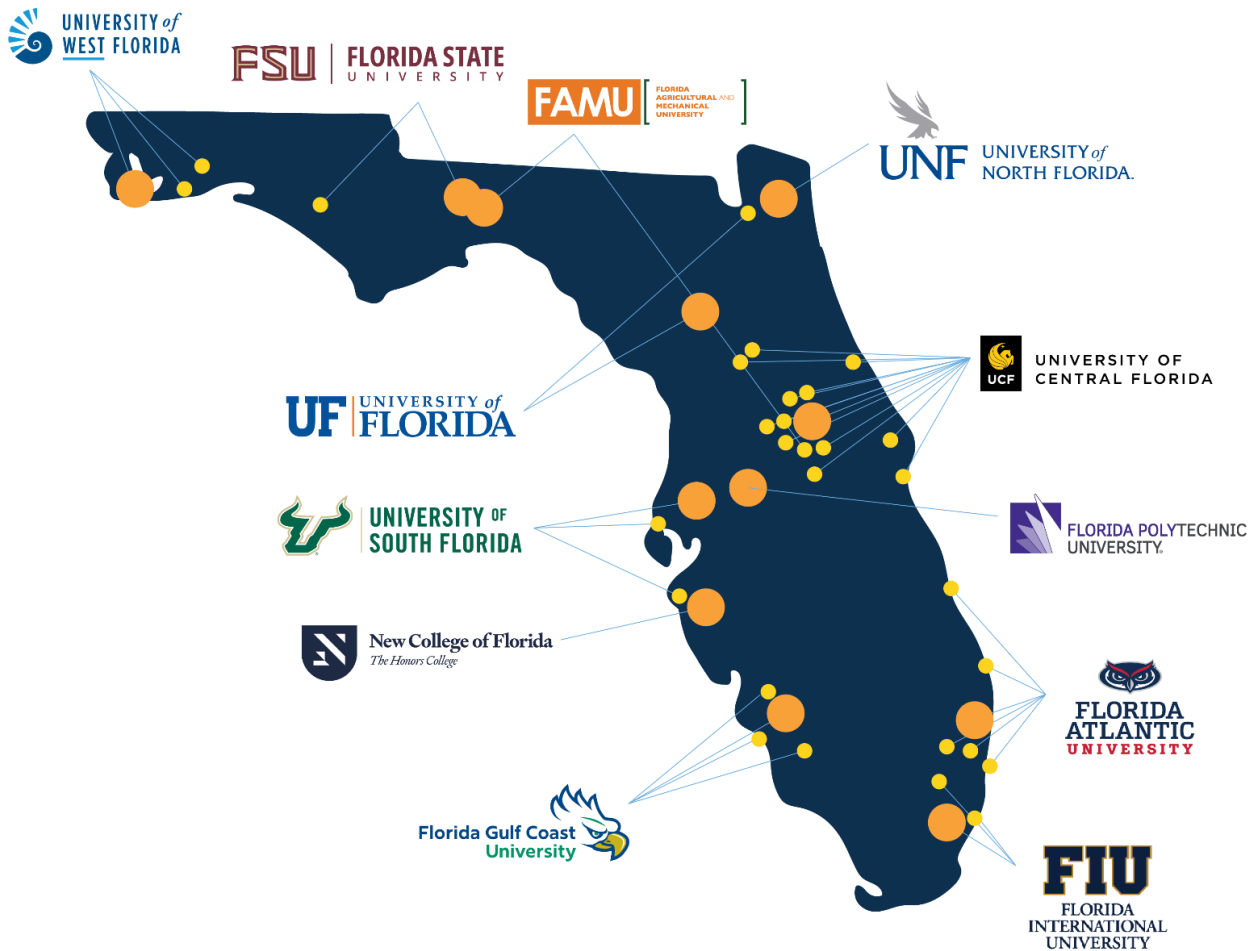 UNIVERSITY of
WEST FLORIDA
FSU
FLORIDA STATE
UNIVERSITY
FAMU
FLORIDA
AGRICULTURAL AND
MECHANICAL
UNIVERSITY
UNF
UNIVERSITY of
NORTH FLORIDA.
UCF
UNIVERSITY OF
CENTRAL FLORIDA
UF
UNIVERSITY of
FLORIDA
UNIVERSITY OF
SOUTH FLORIDA
FLORIDA POLYTECHNIC
UNIVERSITY.
N
New College of Florida
The Honors College
FLORIDA
ATLANTIC
UNIVERSITY
Florida Gulf Coast
University
FIU
FLORIDA
INTERNATIONAL
UNIVERSITY